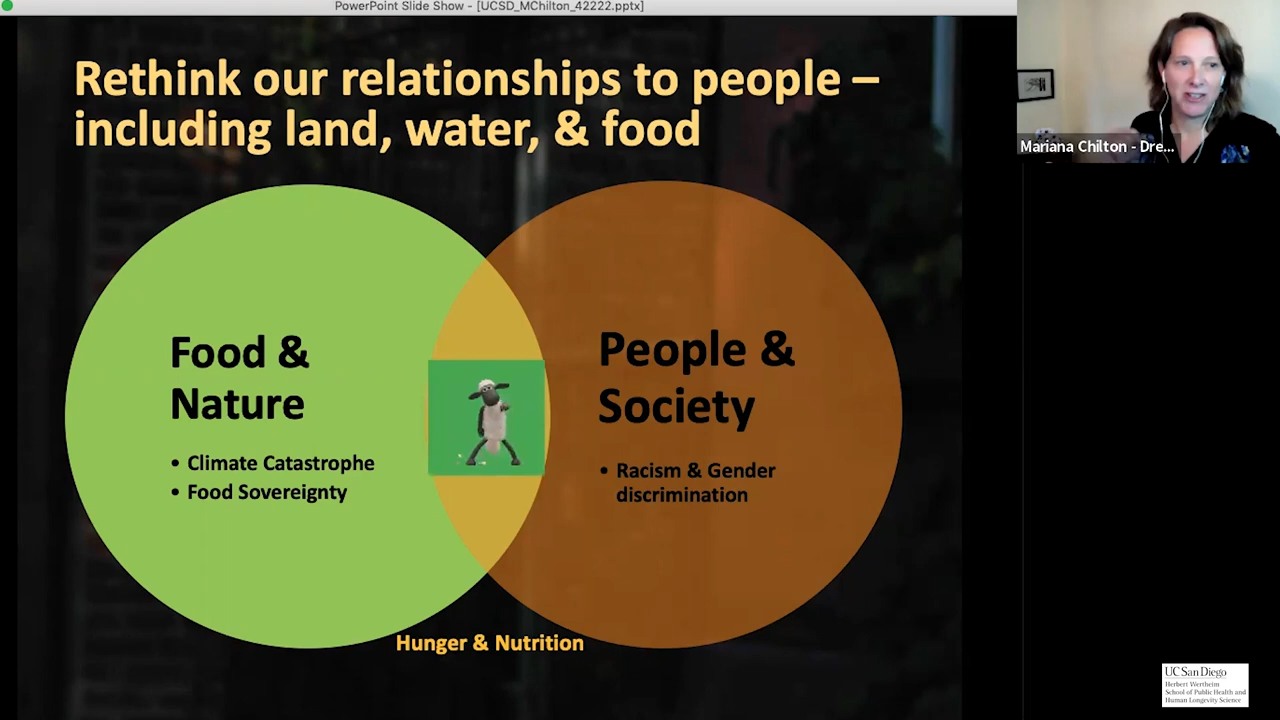 PowerPoint Slide Show - [UCSD_MChilton_42222.pptx]
Rethink our relationships to people –
including land, water, & food
Mariana Chilton - Dre...
Food &
Nature
• Climate Catastrophe
• Food Sovereignty
People &
Society
• Racism & Gender
discrimination
Hunger & Nutrition
UC San Diego
Herbert Wertheim
School of Public Health and
Human Longevity Science